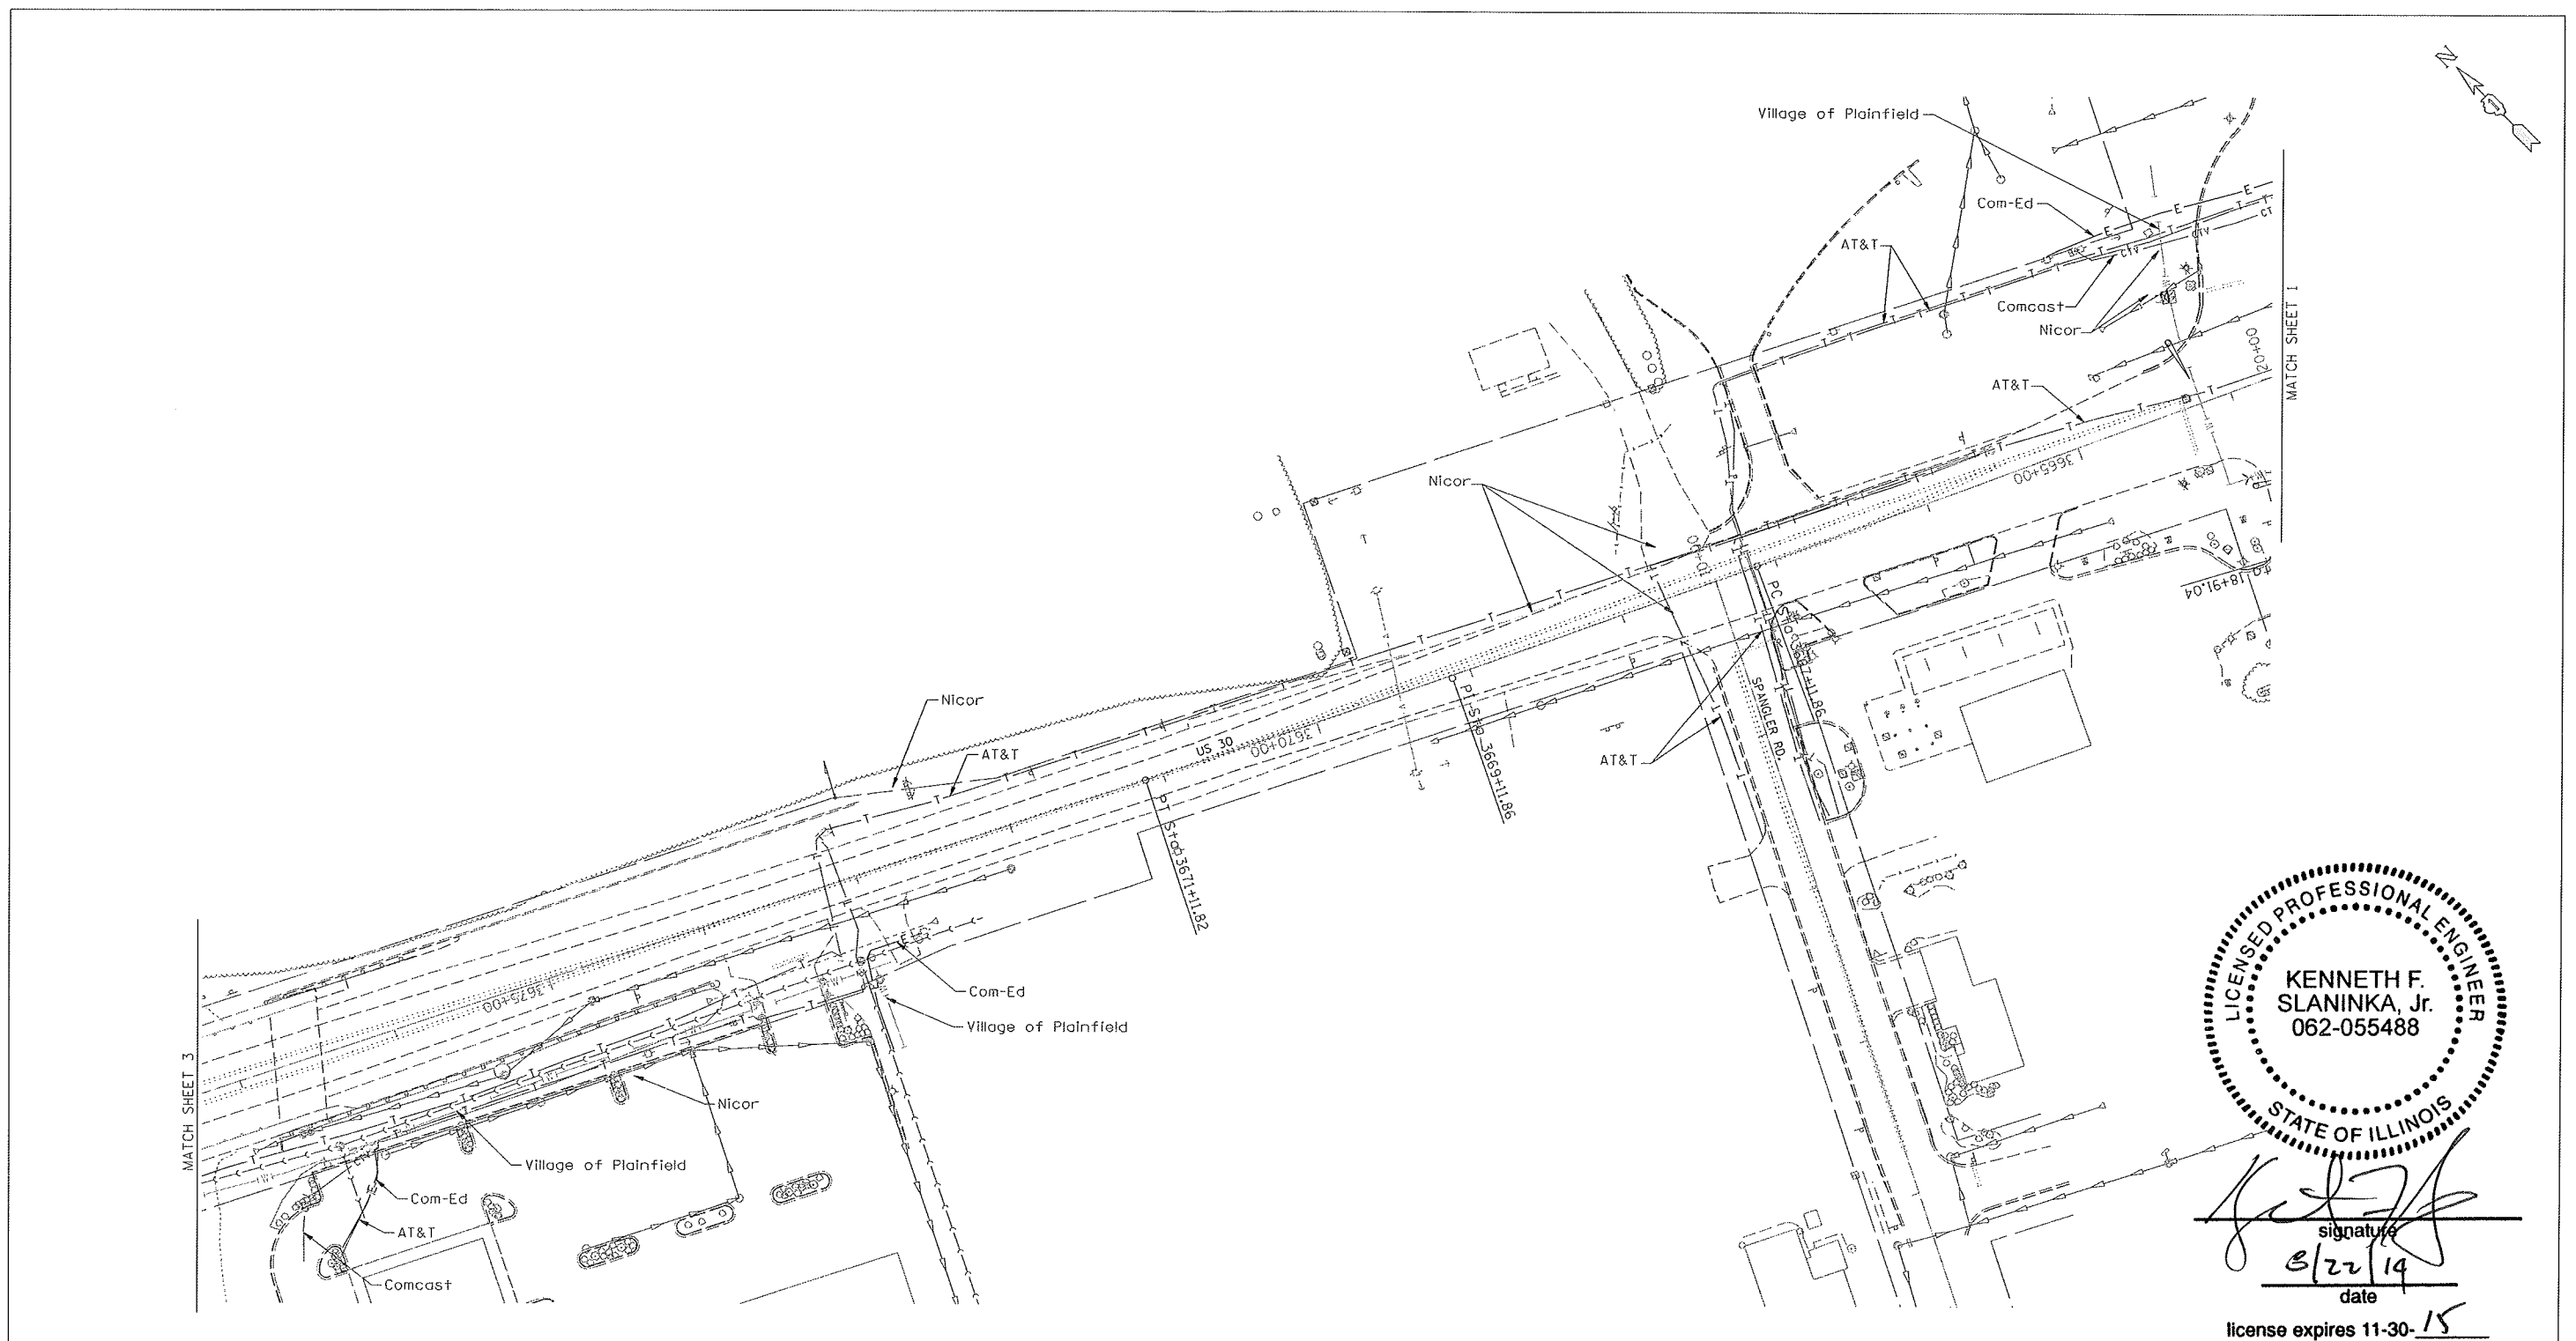 N
Village of Plainfield
Com-Ed
AT&T
Comcast
Nicor
AT&T
MATCH SHEET 1
20+00
3665+00
Nicor
Sta 18+91.04
PC Sta 3667+11.86
SPANGLER RD.
AT&T
PI Sta 3669+11.86
3670+00
US 30
Nicor
AT&T
PT Sta 3671+11.82
3675+00
Com-Ed
Village of Plainfield
Nicor
Village of Plainfield
Com-Ed
AT&T
Comcast
MATCH SHEET 3
LICENSED PROFESSIONAL ENGINEER
KENNETH F.
SLANINKA, Jr.
062-055488
STATE OF ILLINOIS
signature
8/22/14
date
license expires 11-30-15